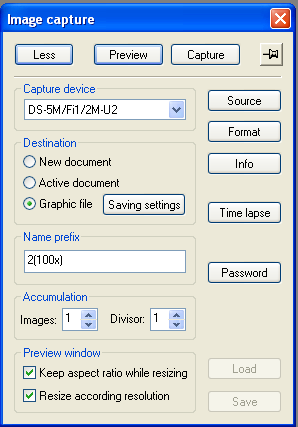 Image capture
Less Preview Capture
Capture device
DS-5M/Fi1/2M-U2
Source
Format
Info
Destination
New document
Active document
Graphic file Saving settings
Time lapse
Name prefix
2(100x)
Password
Accumulation
Images: 1 Divisor: 1
Preview window
Keep aspect ratio while resizing
Resize according resolution
Load
Save